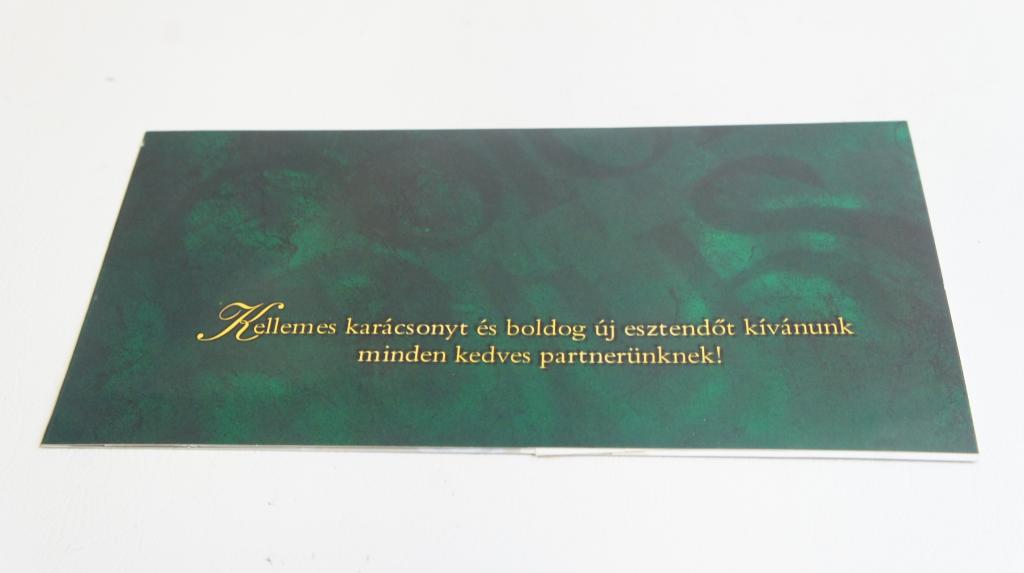 Kellemes karácsonyt és boldog új esztendőt kívánunk
minden kedves partnerünknek!